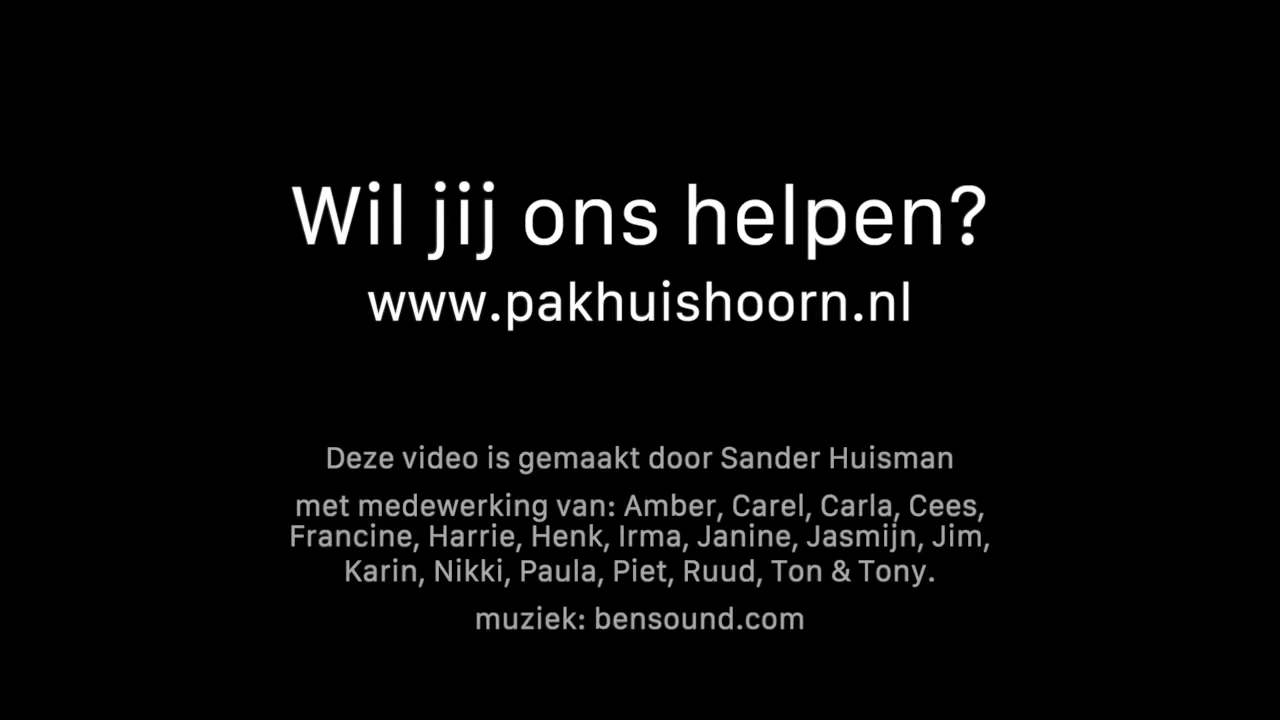 Wil jij ons helpen?
www.pakhuishoorn.nl
Deze video is gemaakt door Sander Huisman
met medewerking van: Amber, Carel, Carla, Cees,
Francine, Harrie, Henk, Irma, Janine, Jasmijn, Jim,
Karin, Nikki, Paula, Piet, Ruud, Ton & Tony.
muziek: bensound.com